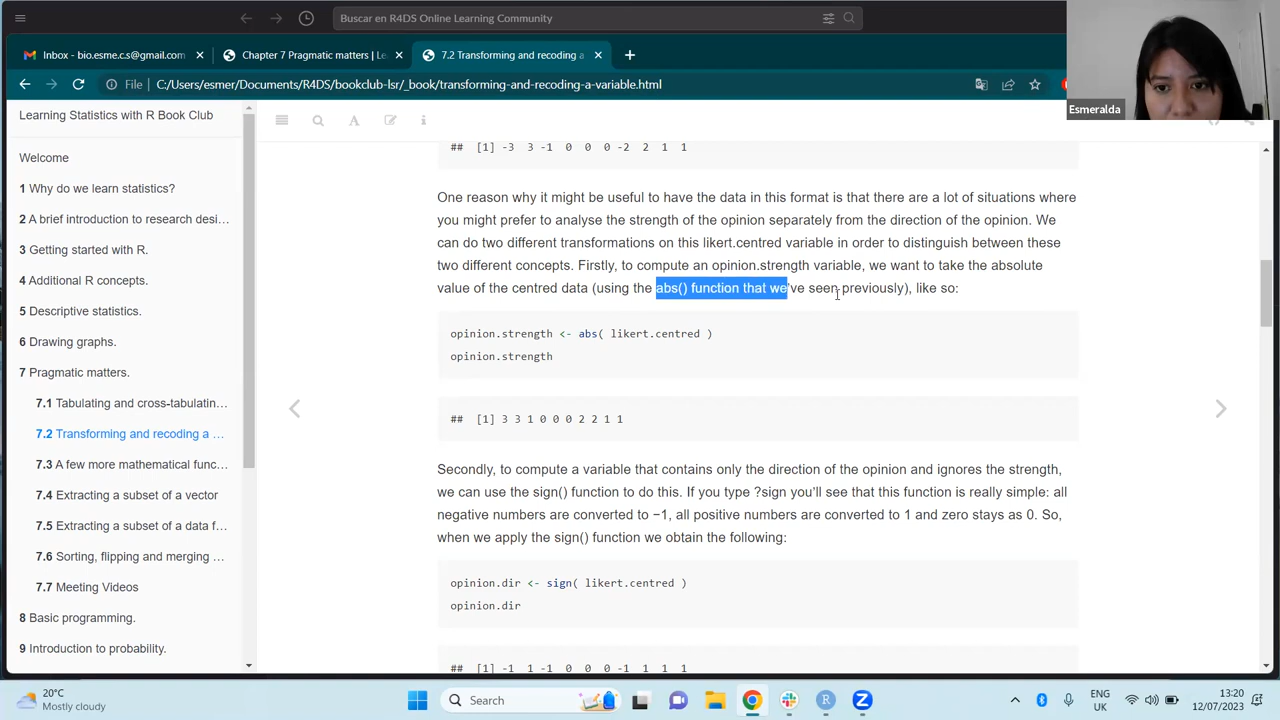 Buscar en R4DS Online Learning Community
Inbox - bio.esme.c.s@gmail.com
Chapter 7 Pragmatic matters | Le
7.2 Transforming and recoding a
File C:/Users/esmer/Documents/R4DS/bookclub-lsr/_book/transforming-and-recoding-a-variable.html
Esmeralda
Learning Statistics with R Book Club
Welcome
1 Why do we learn statistics?
2 A brief introduction to research desi...
3 Getting started with R.
4 Additional R concepts.
5 Descriptive statistics.
6 Drawing graphs.
7 Pragmatic matters.
7.1 Tabulating and cross-tabulatin...
7.2 Transforming and recoding a ...
7.3 A few more mathematical func...
7.4 Extracting a subset of a vector
7.5 Extracting a subset of a data f...
7.6 Sorting, flipping and merging ...
7.7 Meeting Videos
8 Basic programming.
9 Introduction to probability.
## [1] -3 3 -1 0 0 0 -2 2 1 1
One reason why it might be useful to have the data in this format is that there are a lot of situations where
you might prefer to analyse the strength of the opinion separately from the direction of the opinion. We
can do two different transformations on this likert.centred variable in order to distinguish between these
two different concepts. Firstly, to compute an opinion.strength variable, we want to take the absolute
value of the centred data (using the abs() function that we've seen previously), like so:
opinion.strength <- abs( likert.centred )
opinion.strength
## [1] 3 3 1 0 0 0 2 2 1 1
Secondly, to compute a variable that contains only the direction of the opinion and ignores the strength,
we can use the sign() function to do this. If you type ?sign you'll see that this function is really simple: all
negative numbers are converted to −1, all positive numbers are converted to 1 and zero stays as 0. So,
when we apply the sign() function we obtain the following:
opinion.dir <- sign( likert.centred )
opinion.dir
## [1] -1 1 -1 0 0 0 -1 1 1 1
20°C
Mostly cloudy
Search
ENG
UK
13:20
12/07/2023